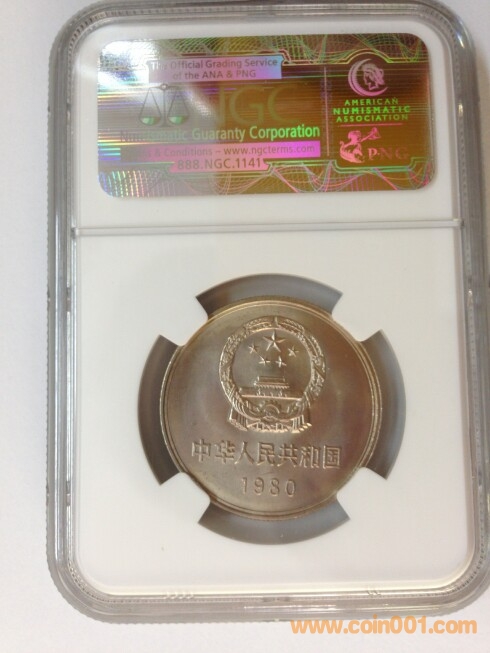 The Official Grading Service
of the ANA & PNG
NGC
Numismatic Guaranty Corporation
& Conditions – www.ngcterms.com
888.NGC.1141
AMERICAN
NUMISMATIC
ASSOCIATION
PNG
中华人民共和国
1980
www.coin001.com